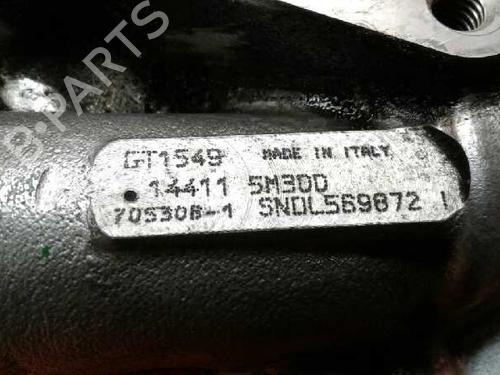 B-PARTS
GT1549 MADE IN ITALY
14411 5M300
705306-1 SNDL569872